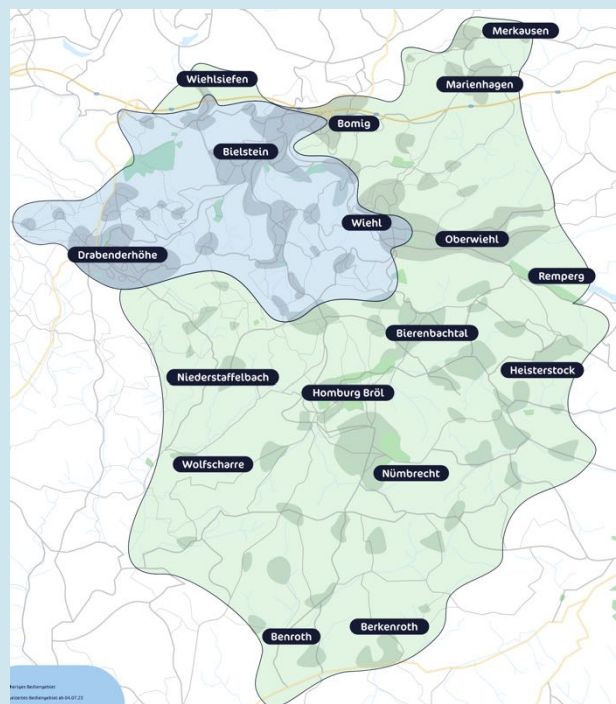 Merkausen
Wiehlsiefen
Marienhagen
Bomig
Bielstein
Wiehl
Oberwiehl
Drabenderhöhe
Remperg
Bierenbachtal
Heisterstock
Niederstaffelbach
Homburg Bröl
Wolfscharre
Nümbrecht
Berkenroth
Benroth